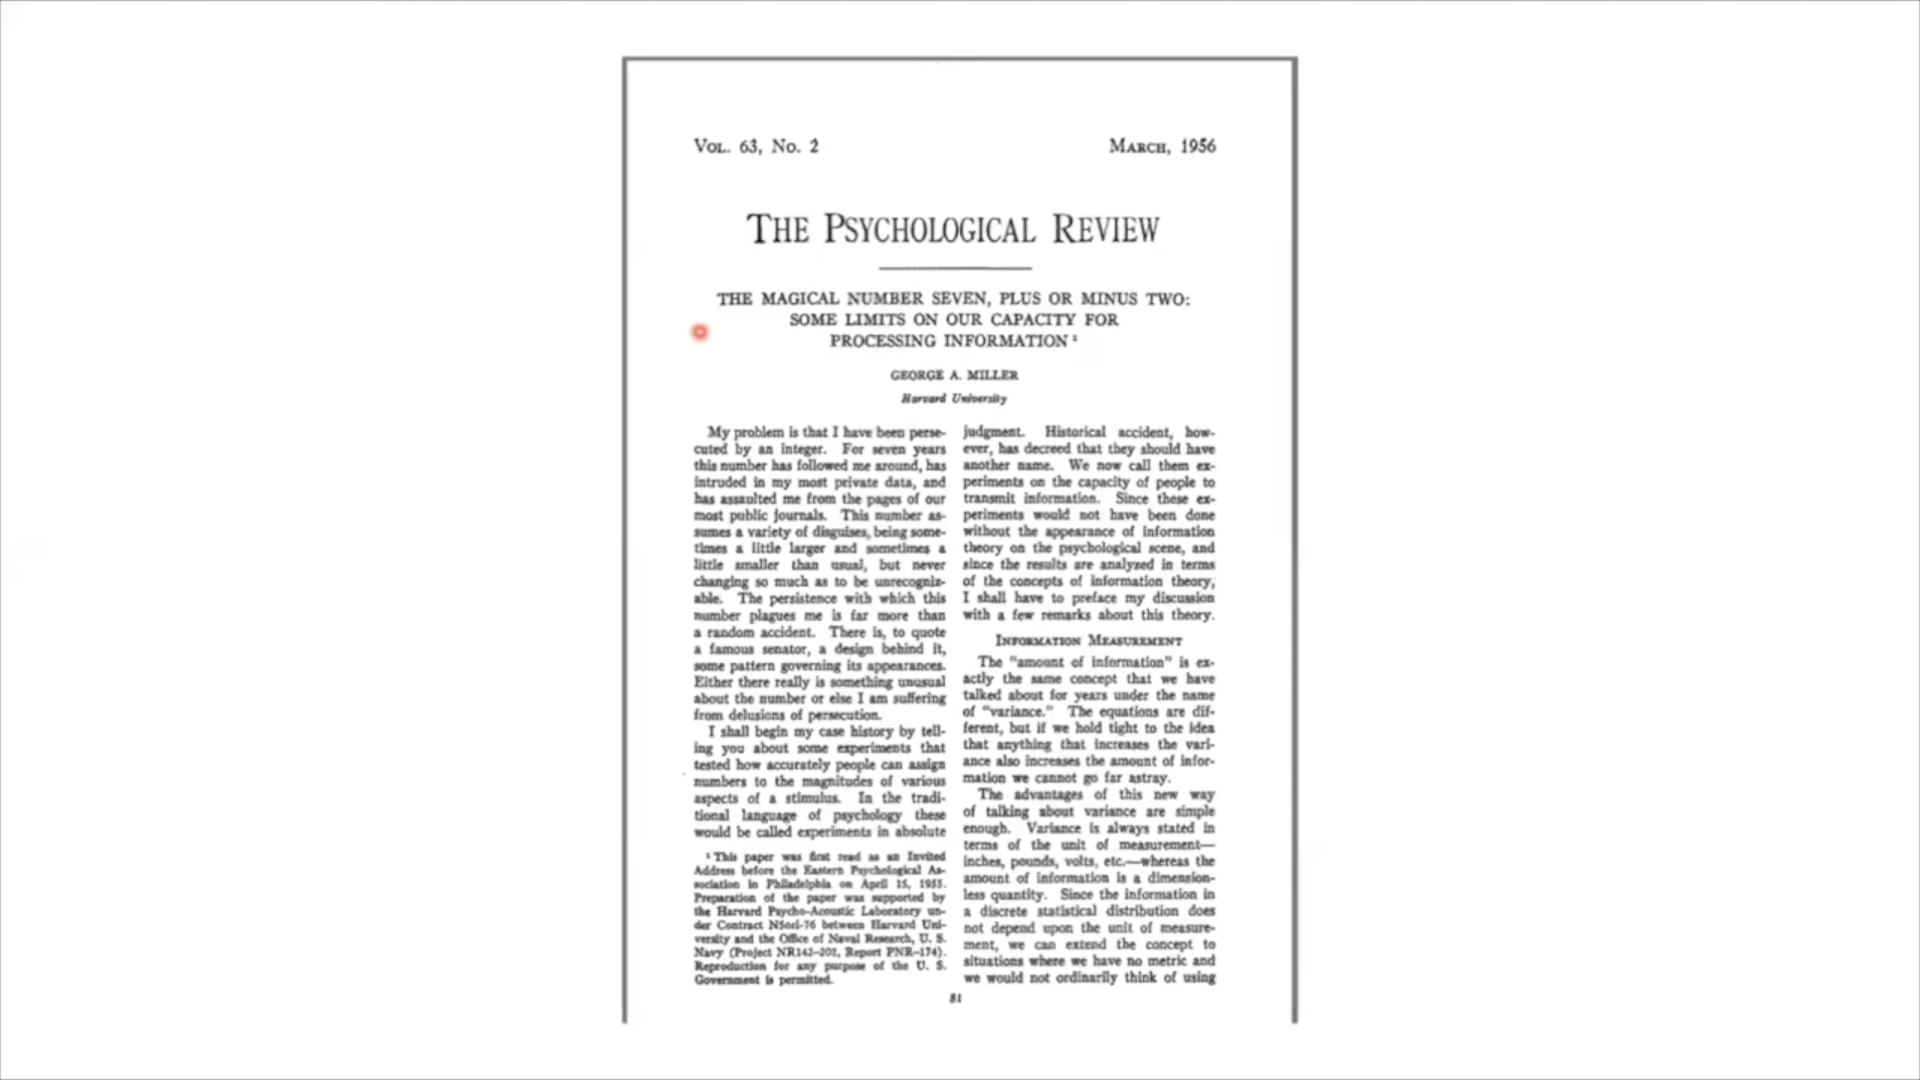 VOL. 63, No. 2
MARCH, 1956
THE PSYCHOLOGICAL REVIEW
THE MAGICAL NUMBER SEVEN, PLUS OR MINUS TWO:
SOME LIMITS ON OUR CAPACITY FOR
PROCESSING INFORMATION ¹
GEORGE A. MILLER
Harvard University
My problem is that I have been perse-
cuted by an integer. For seven years
this number has followed me around, has
intruded in my most private data, and
has assaulted me from the pages of our
most public journals. This number as-
sumes a variety of disguises, being some-
times a little larger and sometimes a
little smaller than usual, but never
changing so much as to be unrecogniz-
able. The persistence with which this
number plagues me is far more than
a random accident. There is, to quote
a famous senator, a design behind it,
some pattern governing its appearances.
Either there really is something unusual
about the number or else I am suffering
from delusions of persecution.
I shall begin my case history by tell-
ing you about some experiments that
tested how accurately people can assign
numbers to the magnitudes of various
aspects of a stimulus. In the tradi-
tional language of psychology these
would be called experiments in absolute
¹ This paper was first read as an Invited
Address before the Eastern Psychological As-
sociation in Philadelphia on April 15, 1955.
Preparation of the paper was supported by
the Harvard Psycho-Acoustic Laboratory un-
der Contract N5ori-76 between Harvard Uni-
versity and the Office of Naval Research, U. S.
Navy (Project NR142-201, Report PNR-174).
Reproduction for any purpose of the U. S.
Government is permitted.
judgment. Historical accident, how-
ever, has decreed that they should have
another name. We now call them ex-
periments on the capacity of people to
transmit information. Since these ex-
periments would not have been done
without the appearance of information
theory on the psychological scene, and
since the results are analyzed in terms
of the concepts of information theory,
I shall have to preface my discussion
with a few remarks about this theory.
INFORMATION MEASUREMENT
The "amount of information" is ex-
actly the same concept that we have
talked about for years under the name
of "variance." The equations are dif-
ferent, but if we hold tight to the idea
that anything that increases the vari-
ance also increases the amount of infor-
mation we cannot go far astray.
The advantages of this new way
of talking about variance are simple
enough. Variance is always stated in
terms of the unit of measurement—
inches, pounds, volts, etc.—whereas the
amount of information is a dimension-
less quantity. Since the information in
a discrete statistical distribution does
not depend upon the unit of measure-
ment, we can extend the concept to
situations where we have no metric and
we would not ordinarily think of using
81